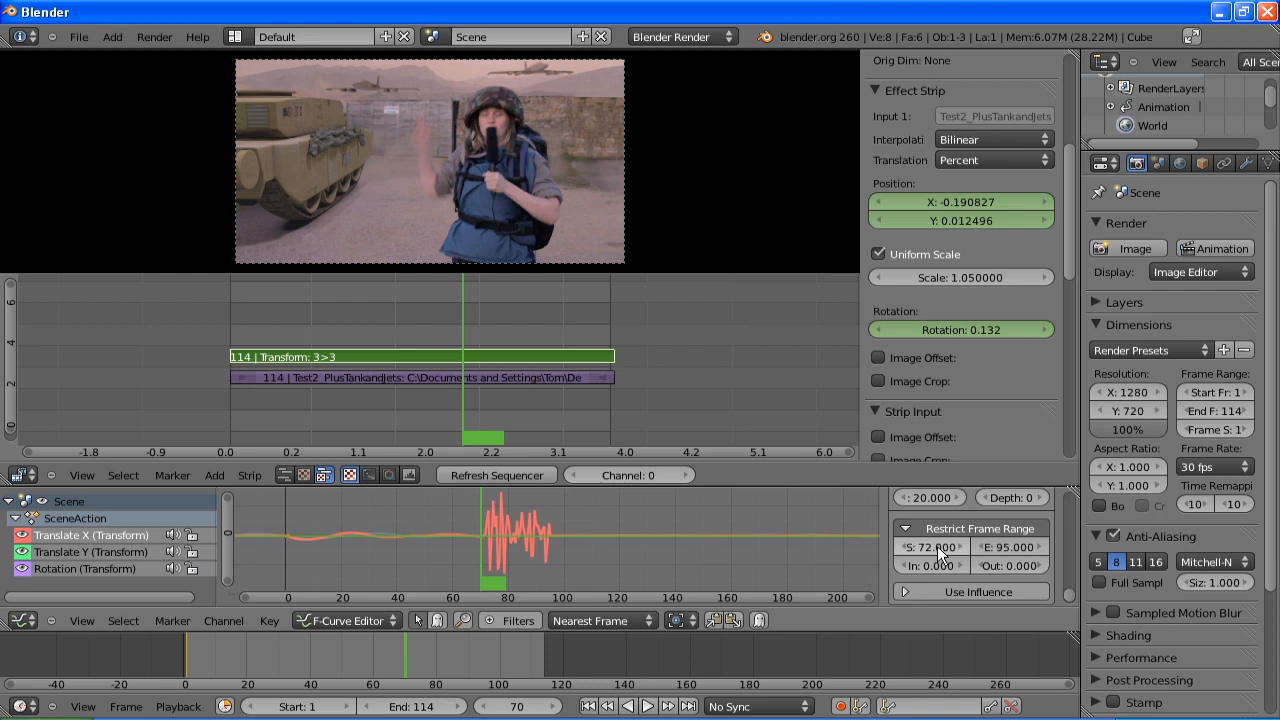 Blender
File Add Render Help Default Scene Blender Render blender.org 260 | Ve:8 | Fa:6 | Ob:1-3 | La:1 | Mem:6.07M (28.22M) | Cube
Orig Dim: None
Effect Strip
Input 1: Test2_PlusTankandJets
Interpolati Bilinear
Translation Percent
Position:
X: -0.190827
Y: 0.012496
Uniform Scale
Scale: 1.050000
Rotation:
Rotation: 0.132
Image Offset:
Image Crop:
Strip Input
Image Offset:
Image Crop:
6
4
2
0
114 | Transform: 3>3
114 | Test2_PlusTankandJets: C:\Documents and Settings\Tom\De
-1.8 -0.9 0.0 0.2 1.1 2.0 2.2 3.1 4.0 4.2 5.1 6.0
View Select Marker Add Strip Refresh Sequencer Channel: 0
Scene
SceneAction
Translate X (Transform)
Translate Y (Transform)
Rotation (Transform)
0
0 20 40 60 80 100 120 140 160 180 200
: 20.000 Depth: 0
Restrict Frame Range
S: 72.000 E: 95.000
In: 0.000 Out: 0.000
Use Influence
View Select Marker Channel Key F-Curve Editor Filters Nearest Frame
-40 -20 0 20 40 60 80 100 120 140 160 180 200 220 240 260
View Frame Playback Start: 1 End: 114 70 No Sync
View Search All Sce
RenderLayers
Animation
World
Scene
Render
Image Animation
Display: Image Editor
Layers
Dimensions
Render Presets
Resolution: Frame Range:
X: 1280 Start Fr: 1
Y: 720 End F: 114
100% Frame S: 1
Aspect Ratio: Frame Rate:
X: 1.000 30 fps
Y: 1.000 Time Remappi
Bo Cr 10 10
Anti-Aliasing
5 8 11 16 Mitchell-N
Full Sampl Siz: 1.000
Sampled Motion Blur
Shading
Performance
Post Processing
Stamp